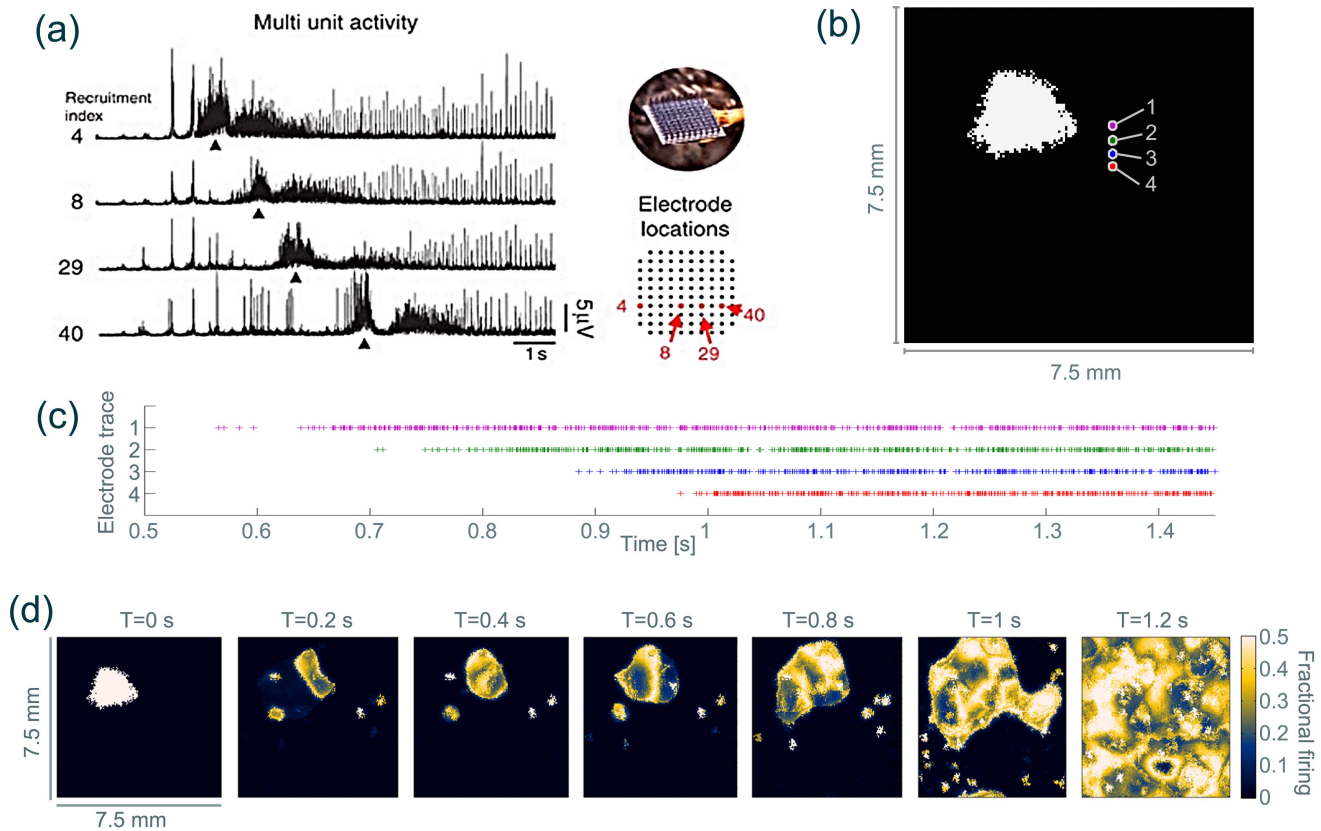 (a)
Multi unit activity
Recruitment
index
4
8
29
40
5μV
1 s
Electrode
locations
4
8
29
40
(b)
1
2
3
4
7.5 mm
7.5 mm
(c)
Electrode trace
1
2
3
4
0.5
0.6
0.7
0.8
0.9
1
1.1
1.2
1.3
1.4
Time [s]
(d)
T=0 s
T=0.2 s
T=0.4 s
T=0.6 s
T=0.8 s
T=1 s
T=1.2 s
7.5 mm
7.5 mm
0.5
0.4
0.3
0.2
0.1
0
Fractional firing